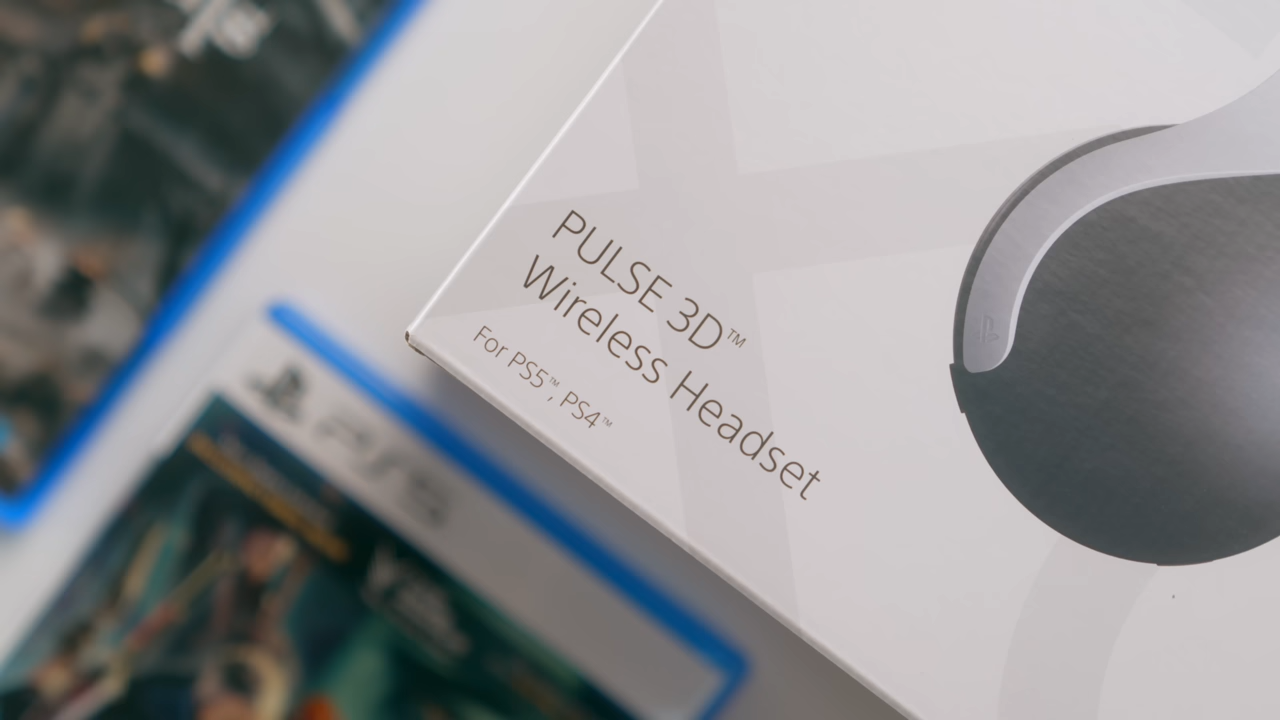 PULSE 3D™
Wireless Headset
For PS5™, PS4™
PS5